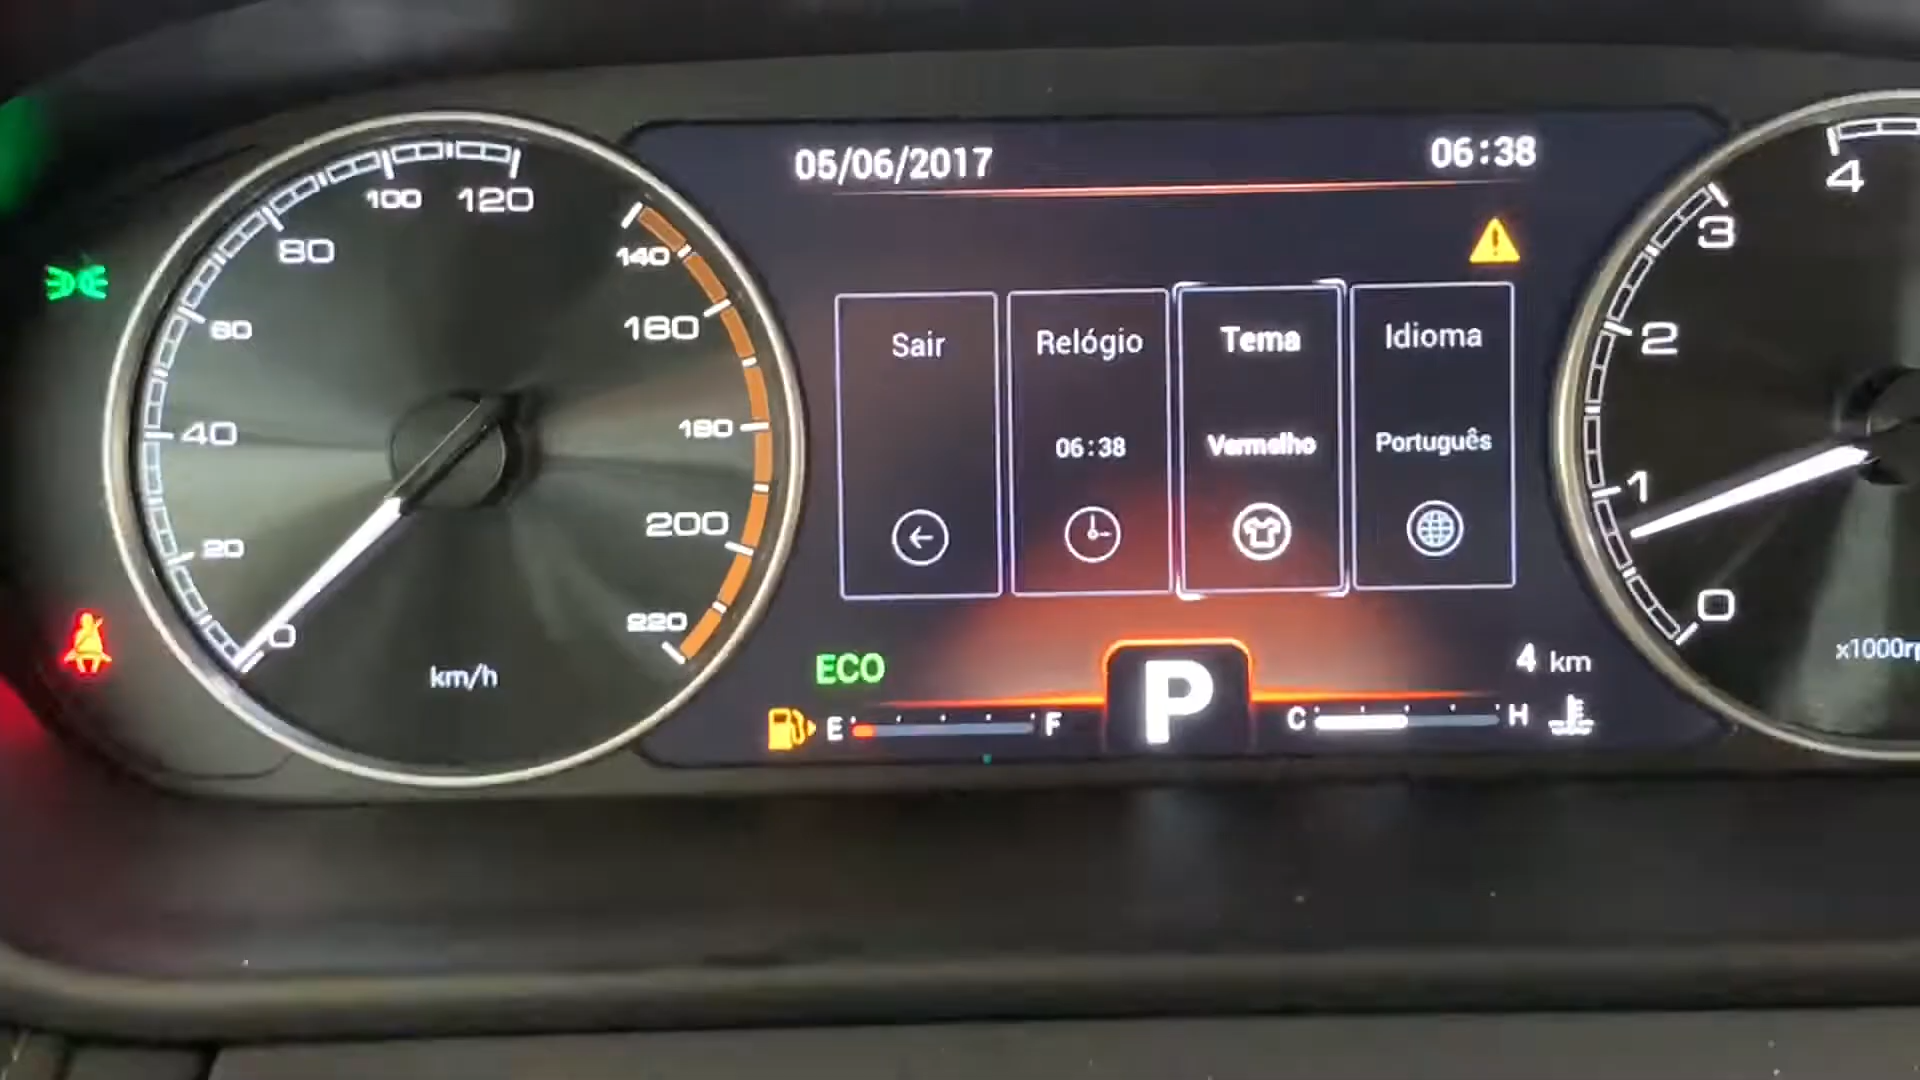 05/06/2017 06:38
Sair Relógio Tema Idioma
06:38 Vermelho Português
ECO P 4 km
E F C H
0 20 40 60 80 100 120 140 160 180 200 220
km/h
0 1 2 3 4